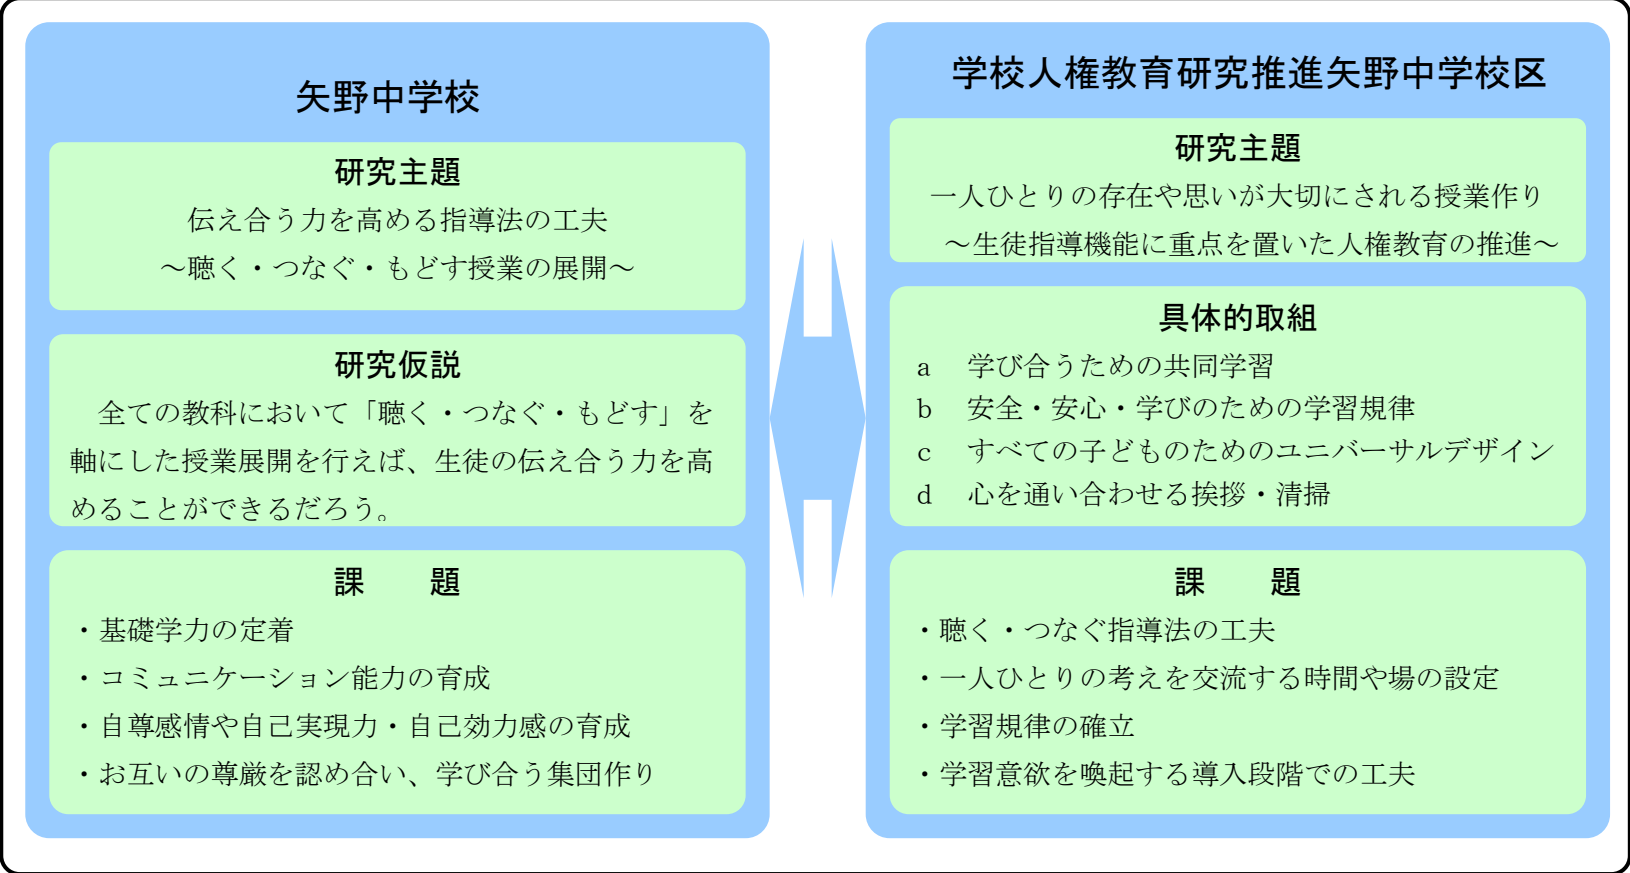 矢野中学校
研究主題
伝え合う力を高める指導法の工夫
～聴く・つなぐ・もどす授業の展開～
研究仮説
全ての教科において「聴く・つなぐ・もどす」を
軸にした授業展開を行えば、生徒の伝え合う力を高
めることができるだろう。
課　　題
・基礎学力の定着
・コミュニケーション能力の育成
・自尊感情や自己実現力・自己効力感の育成
・お互いの尊厳を認め合い、学び合う集団作り
学校人権教育研究推進矢野中学校区
研究主題
一人ひとりの存在や思いが大切にされる授業作り
～生徒指導機能に重点を置いた人権教育の推進～
具体的取組
a　学び合うための共同学習
b　安全・安心・学びのための学習規律
c　すべての子どものためのユニバーサルデザイン
d　心を通い合わせる挨拶・清掃
課　　題
・聴く・つなぐ指導法の工夫
・一人ひとりの考えを交流する時間や場の設定
・学習規律の確立
・学習意欲を喚起する導入段階での工夫